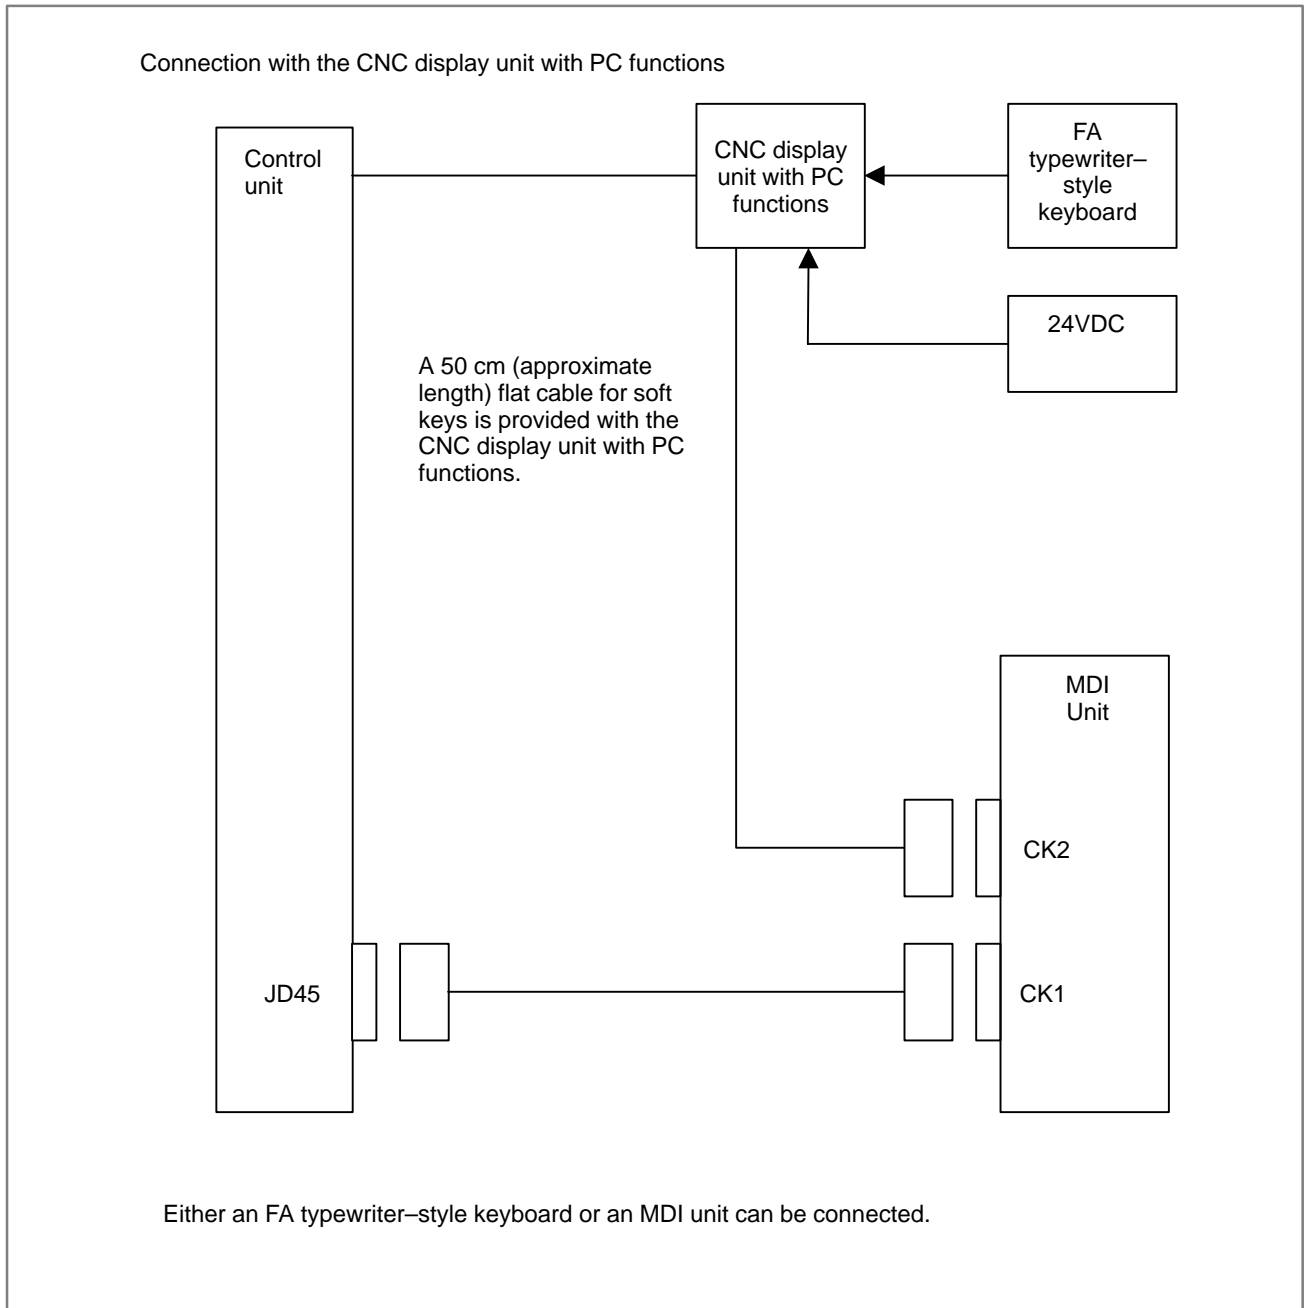 Connection with the CNC display unit with PC functions
Control
unit
CNC display
unit with PC
functions
FA
typewriter–
style
keyboard
24VDC
A 50 cm (approximate
length) flat cable for soft
keys is provided with the
CNC display unit with PC
functions.
MDI
Unit
CK2
JD45
CK1
Either an FA typewriter–style keyboard or an MDI unit can be connected.